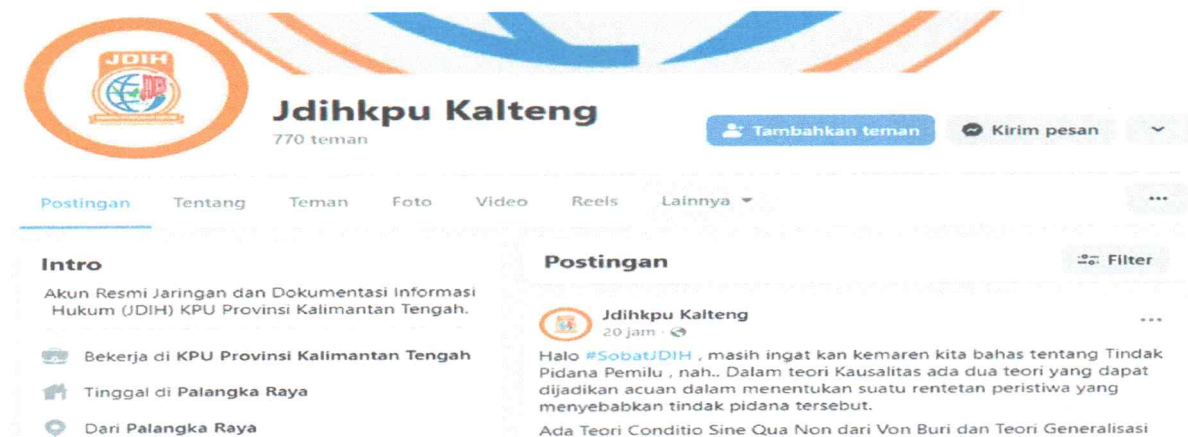 JDIH
Jdihkpu Kalteng
770 teman
Tambahkan teman
Kirim pesan
Postingan
Tentang
Teman
Foto
Video
Reels
Lainnya
Intro
Akun Resmi Jaringan dan Dokumentasi Informasi
Hukum (JDIH) KPU Provinsi Kalimantan Tengah.
Bekerja di KPU Provinsi Kalimantan Tengah
Tinggal di Palangka Raya
Dari Palangka Raya
Postingan
Filter
Jdihkpu Kalteng
20 jam ·
Halo #SobatJDIH , masih ingat kan kemaren kita bahas tentang Tindak
Pidana Pemilu , nah.. Dalam teori Kausalitas ada dua teori yang dapat
dijadikan acuan dalam menentukan suatu rentetan peristiwa yang
menyebabkan tindak pidana tersebut.
Ada Teori Conditio Sine Qua Non dari Von Buri dan Teori Generalisasi